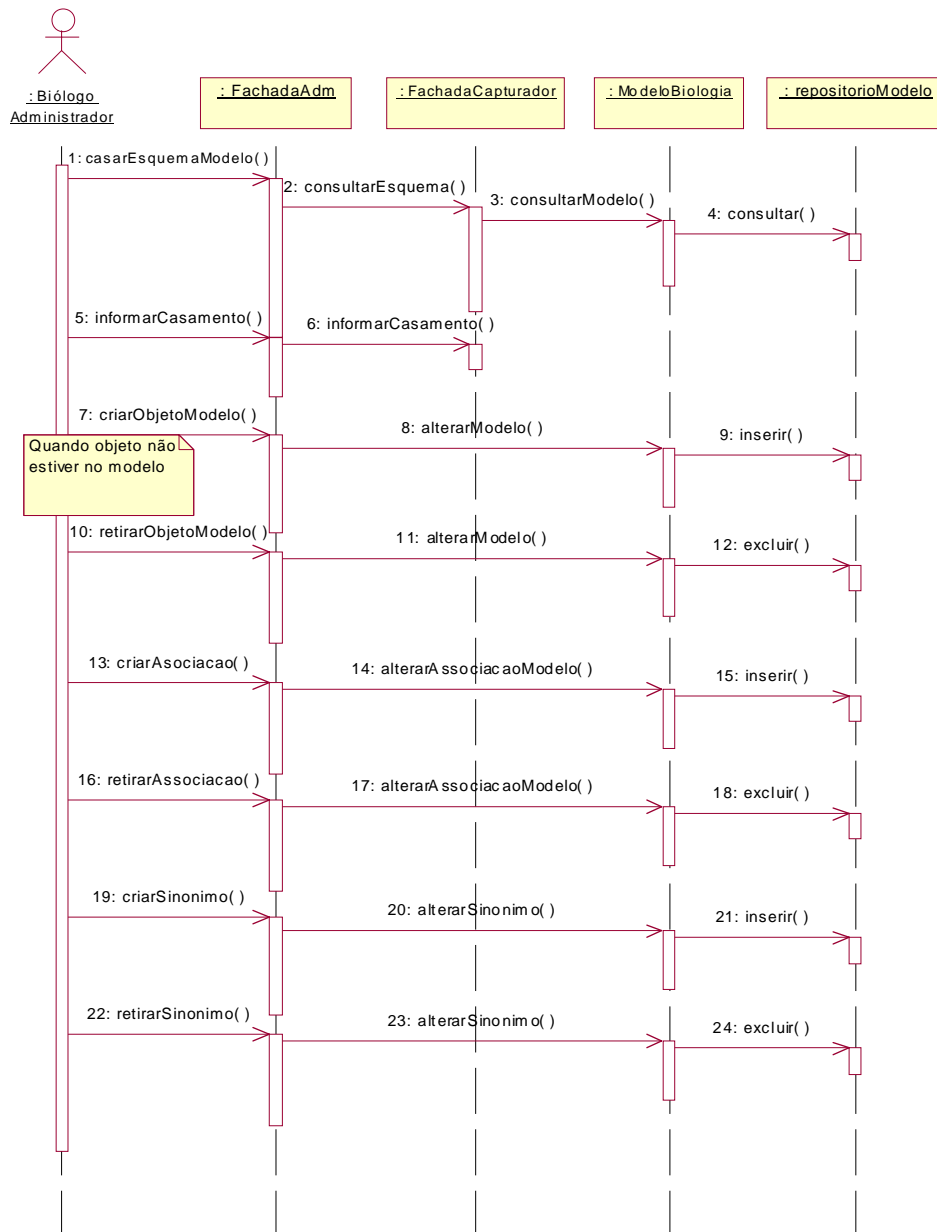 : Biólogo
Administrador
: FachadaAdm
: FachadaCapturador
: ModeloBiologia
: repositorioModelo
1: casarEsquemaModelo( )
2: consultarEsquema( )
3: consultarModelo( )
4: consultar( )
5: informarCasamento( )
6: informarCasamento( )
7: criarObjetoModelo( )
8: alterarModelo( )
9: inserir( )
Quando objeto não
estiver no modelo
10: retirarObjetoModelo( )
11: alterarModelo( )
12: excluir( )
13: criarAsociacao( )
14: alterarAssociacaoModelo( )
15: inserir( )
16: retirarAssociacao( )
17: alterarAssociacaoModelo( )
18: excluir( )
19: criarSinonimo( )
20: alterarSinonimo( )
21: inserir( )
22: retirarSinonimo( )
23: alterarSinonimo( )
24: excluir( )